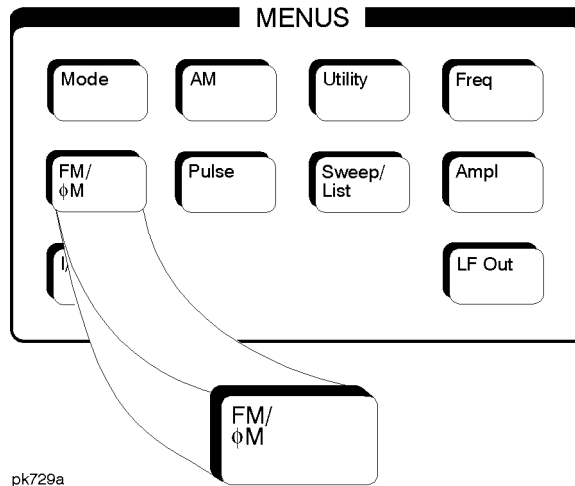 MENUS
Mode
AM
Utility
Freq
FM/
ϕM
Pulse
Sweep/
List
Ampl
LF Out
FM/
ϕM
pk729a